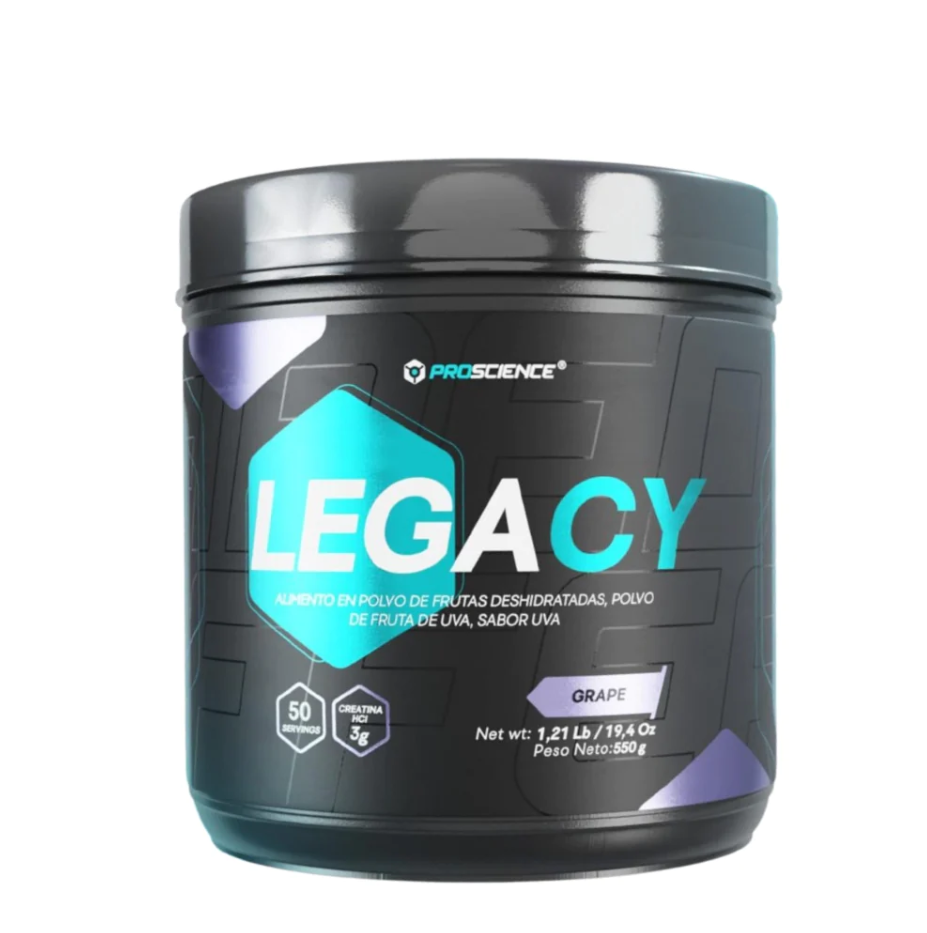 PROSCIENCE®
LEGACY
ALIMENTO EN POLVO DE FRUTAS DESHIDRATADAS, POLVO
DE FRUTA DE UVA, SABOR UVA
50
SERVINGS
CREATINA
HCl
3g
GRAPE
Net wt: 1,21 Lb / 19,4 Oz
Peso Neto:550 g